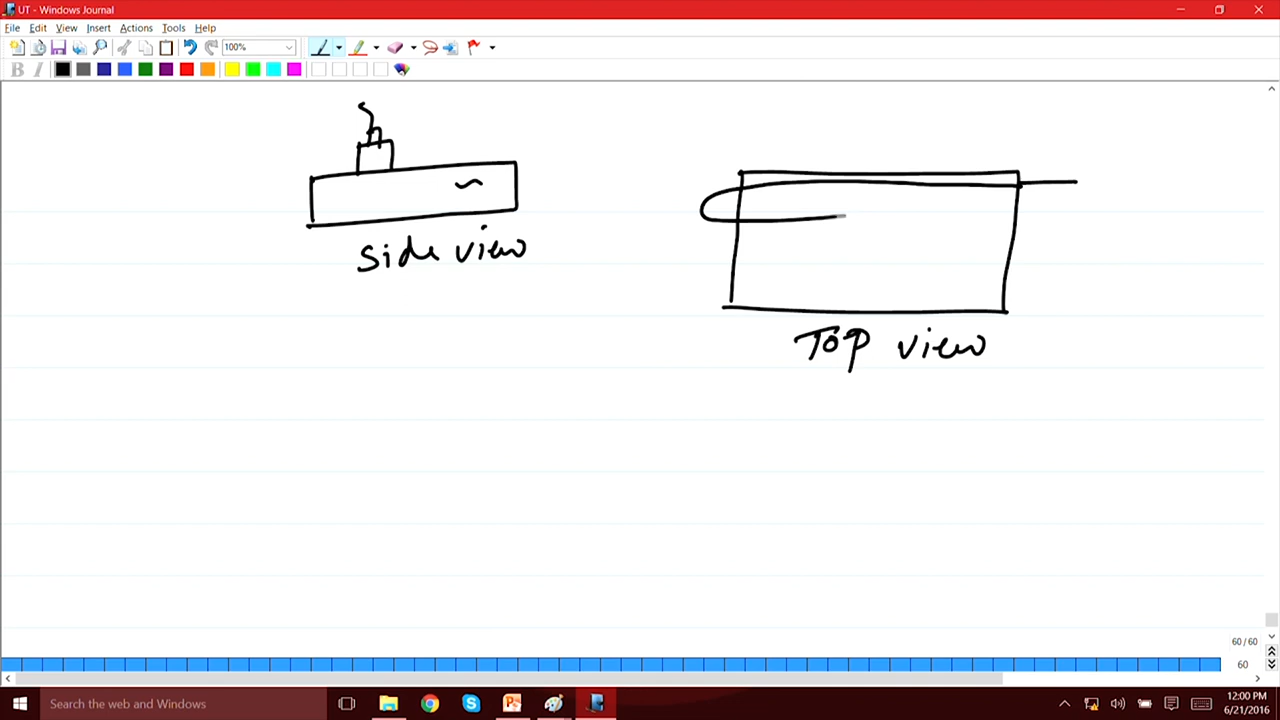 UT - Windows Journal
File Edit View Insert Actions Tools Help
100%
B I
side view
TOP view
60 / 60
60
Search the web and Windows
12:00 PM
6/21/2016